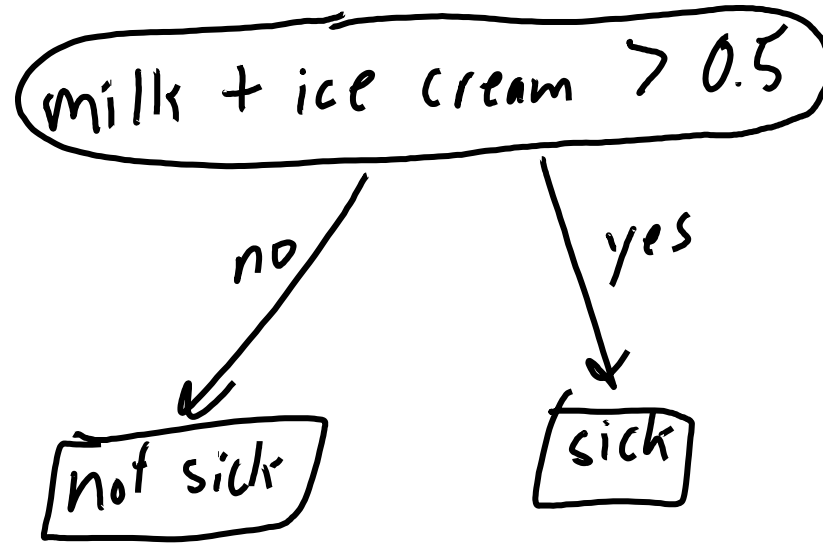 milk + ice cream > 0.5
no
yes
not sick
sick